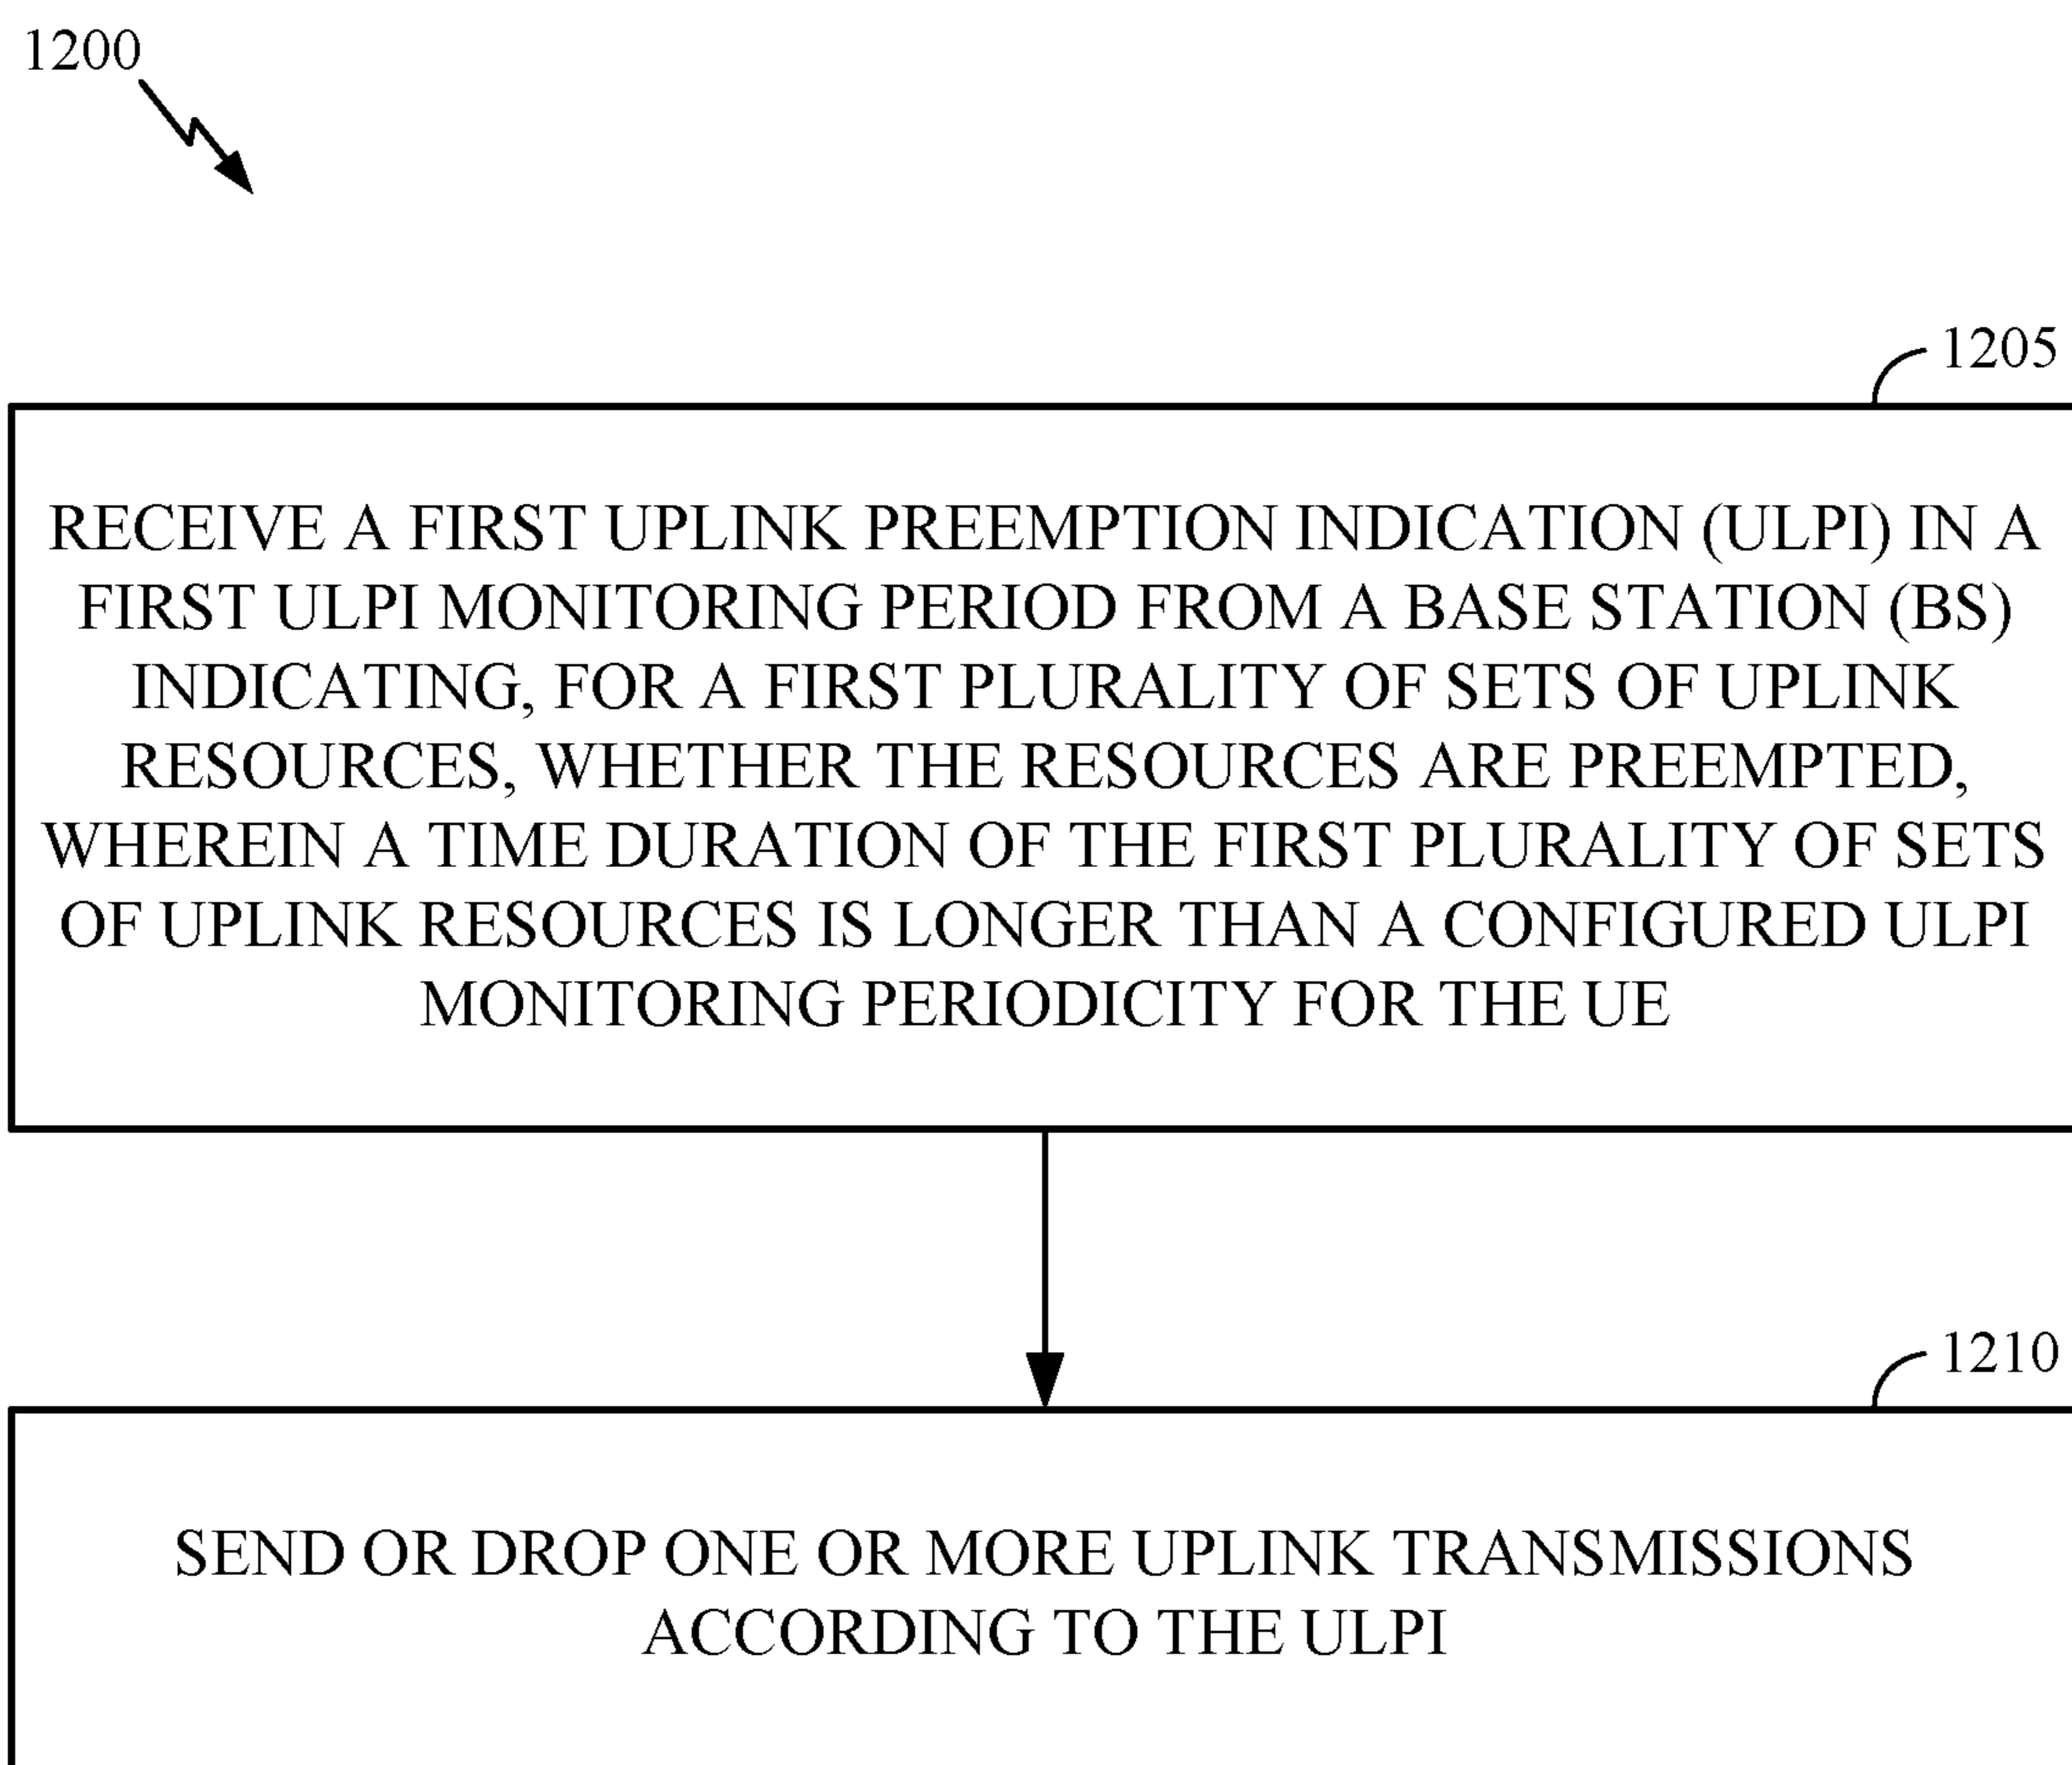 1200
1205
RECEIVE A FIRST UPLINK PREEMPTION INDICATION (ULPI) IN A
FIRST ULPI MONITORING PERIOD FROM A BASE STATION (BS)
INDICATING, FOR A FIRST PLURALITY OF SETS OF UPLINK
RESOURCES, WHETHER THE RESOURCES ARE PREEMPTED,
WHEREIN A TIME DURATION OF THE FIRST PLURALITY OF SETS
OF UPLINK RESOURCES IS LONGER THAN A CONFIGURED ULPI
MONITORING PERIODICITY FOR THE UE
1210
SEND OR DROP ONE OR MORE UPLINK TRANSMISSIONS
ACCORDING TO THE ULPI